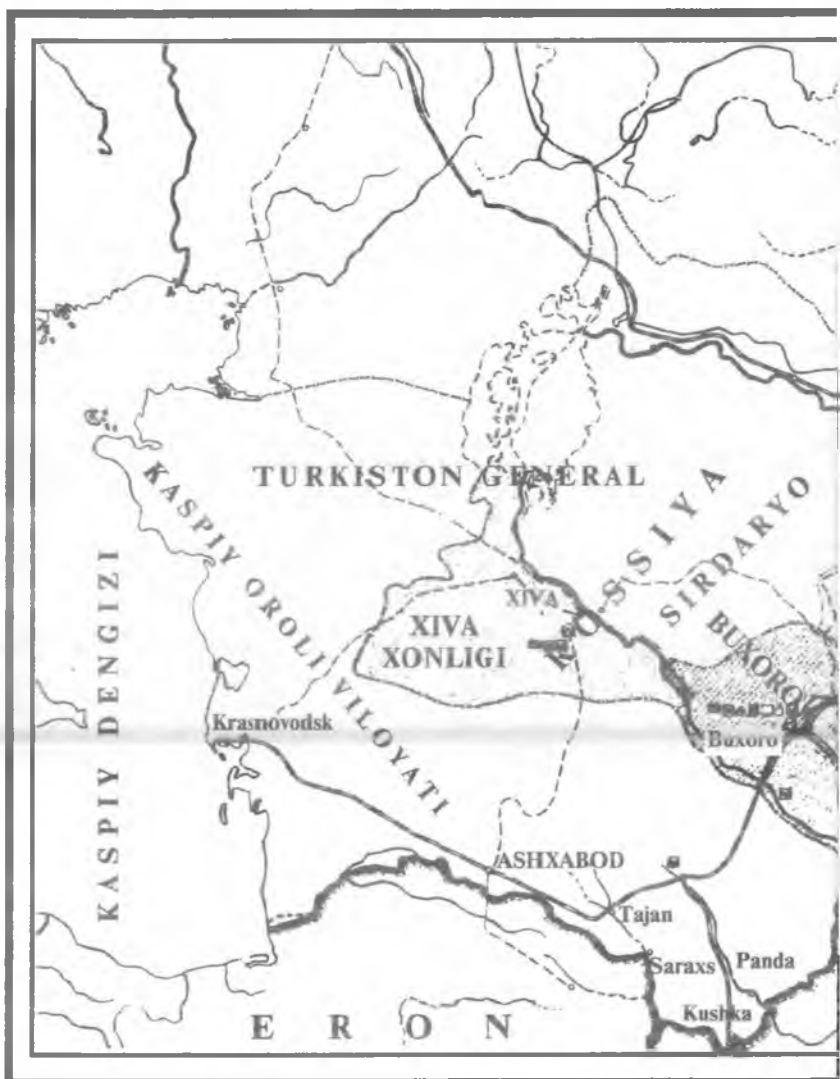 TURKISTON GENERAL
KASPIY OROLI VILOYATI
ROSSIYA
SIRDARYO
KASPIY DENGIZI
XIVA
XIVA
XONLIGI
BUXORO
Krasnovodsk
Buxoro
ASHXABOD
Tajan
Saraxs
Panda
Kushka
ERON